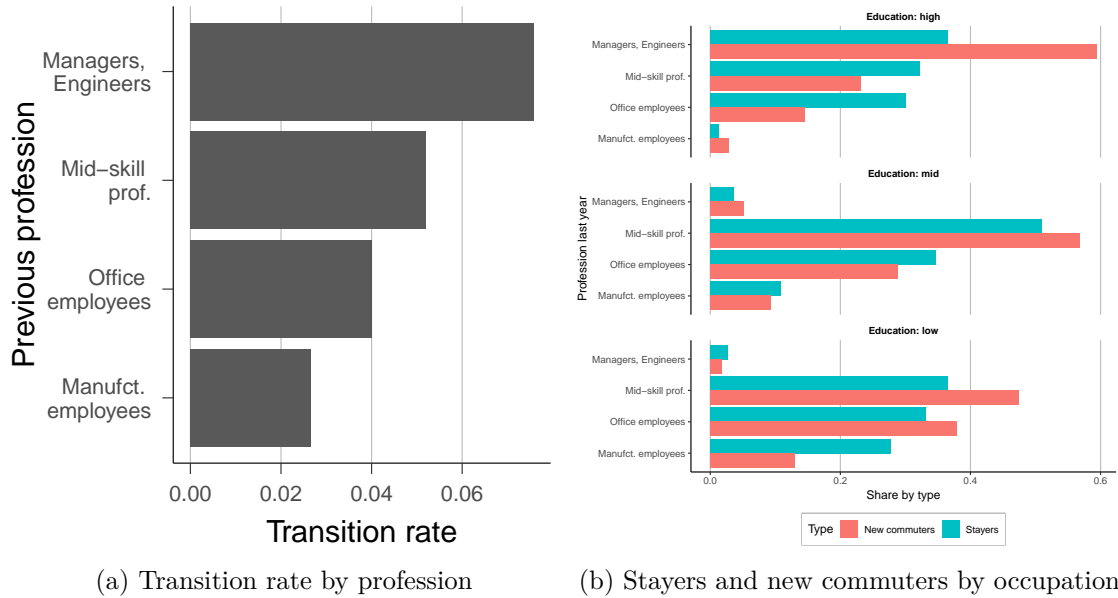 Previous profession
Managers,
Engineers
Mid−skill
prof.
Office
employees
Manufct.
employees
0.00 0.02 0.04 0.06
Transition rate
(a) Transition rate by profession
Profession last year
Education: high
Managers, Engineers
Mid−skill prof.
Office employees
Manufct. employees
Education: mid
Managers, Engineers
Mid−skill prof.
Office employees
Manufct. employees
Education: low
Managers, Engineers
Mid−skill prof.
Office employees
Manufct. employees
0.0 0.2 0.4 0.6
Share by type
Type New commuters Stayers
(b) Stayers and new commuters by occupation